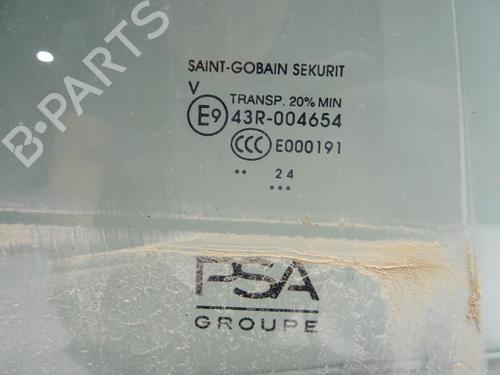 B-PARTS
SAINT-GOBAIN SEKURIT
V
TRANSP. 20% MIN
E9 43R-004654
CCC E000191
.. 24
...
PSA
GROUPE